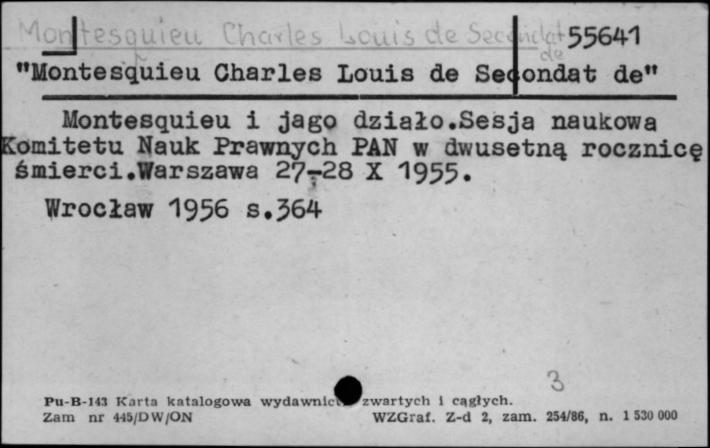 Montesquieu Charles Louis de Secondat 55641
de
"Montesquieu Charles Louis de Secondat de"
Montesquieu i jago działo.Sesja naukowa
Komitetu Nauk Prawnych PAN w dwusetną rocznicę
śmierci.Warszawa 27-28 X 1955.
Wrocław 1956 s.364
3
Pu-B-143 Karta katalogowa wydawnict zwartych i ciągłych.
Zam nr 445/DW/ON WZGraf. Z-d 2, zam. 254/86, n. 1 530 000